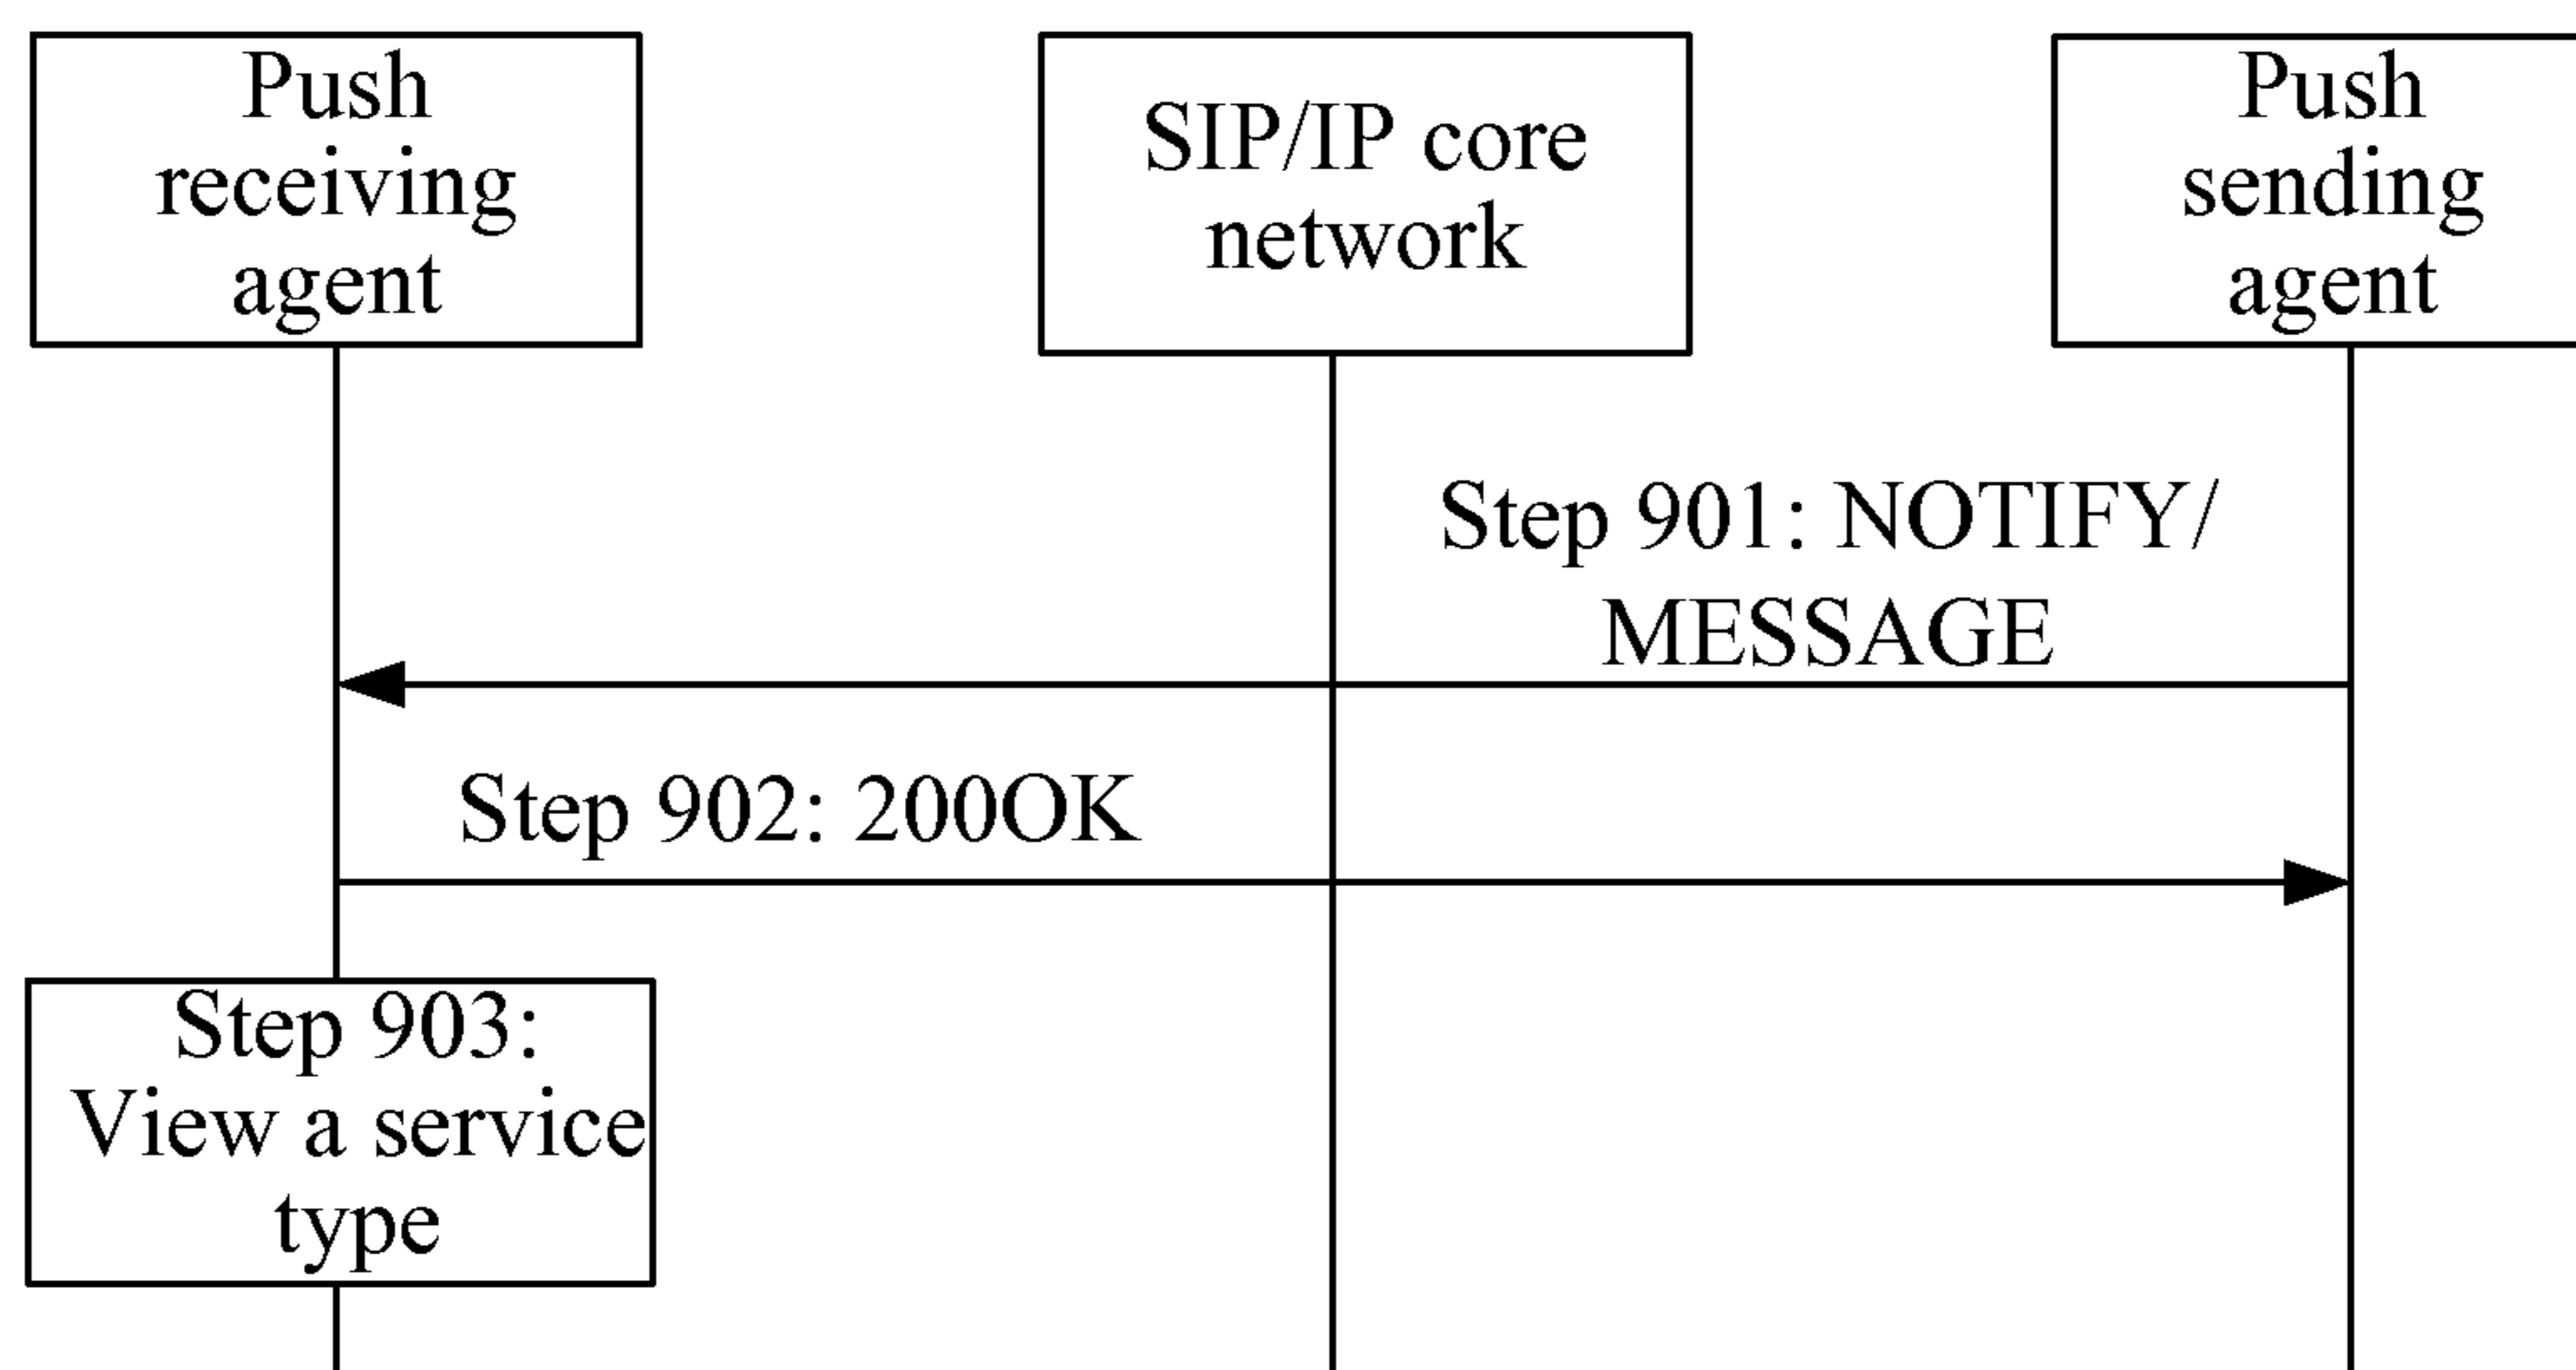 Push
receiving
agent
SIP/IP core
network
Push
sending
agent
Step 901: NOTIFY/
MESSAGE
Step 902: 200OK
Step 903:
View a service
type